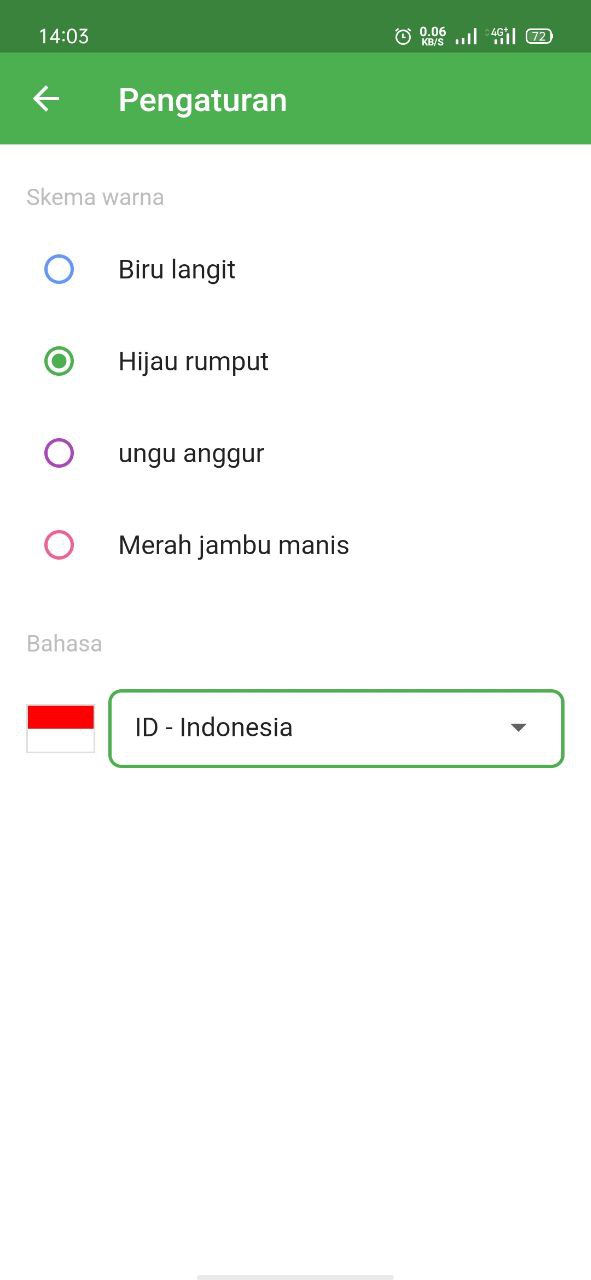 14:03
0.06
KB/S
4G+
72
Pengaturan
Skema warna
Biru langit
Hijau rumput
ungu anggur
Merah jambu manis
Bahasa
ID - Indonesia